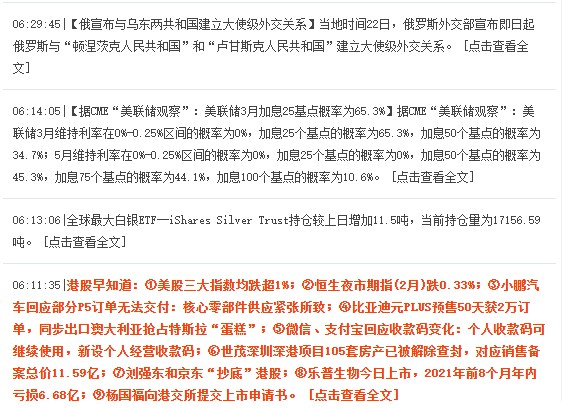 06:29:45|【俄宣布与乌东两共和国建立大使级外交关系】当地时间22日，俄罗斯外交部宣布即日起
俄罗斯与“顿涅茨克人民共和国”和“卢甘斯克人民共和国”建立大使级外交关系。 [点击查看全
文]
06:14:05|【据CME“美联储观察”：美联储3月加息25基点概率为65.3%】据CME“美联储观察”：美
联储3月维持利率在0%-0.25%区间的概率为0%，加息25个基点的概率为65.3%，加息50个基点的概率为
34.7%；5月维持利率在0%-0.25%区间的概率为0%，加息25个基点的概率为0%，加息50个基点的概率为
45.3%，加息75个基点的概率为44.1%，加息100个基点的概率为10.6%。 [点击查看全文]
06:13:06|全球最大白银ETF—iShares Silver Trust持仓较上日增加11.5吨，当前持仓量为17156.59
吨。 [点击查看全文]
06:11:35|港股早知道：①美股三大指数均跌超1%；②恒生夜市期指(2月)跌0.33%；③小鹏汽
车回应部分P5订单无法交付：核心零部件供应紧张所致；④比亚迪元PLUS预售50天获2万订
单，同步出口澳大利亚抢占特斯拉“蛋糕”；⑤微信、支付宝回应收款码变化：个人收款码可
继续使用，新设个人经营收款码；⑥世茂深圳深港项目105套房产已被解除查封，对应销售备
案总价11.59亿；⑦刘强东和京东“抄底”港股；⑧乐普生物今日上市，2021年前8个月年内
亏损6.68亿；⑨杨国福向港交所提交上市申请书。 [点击查看全文]